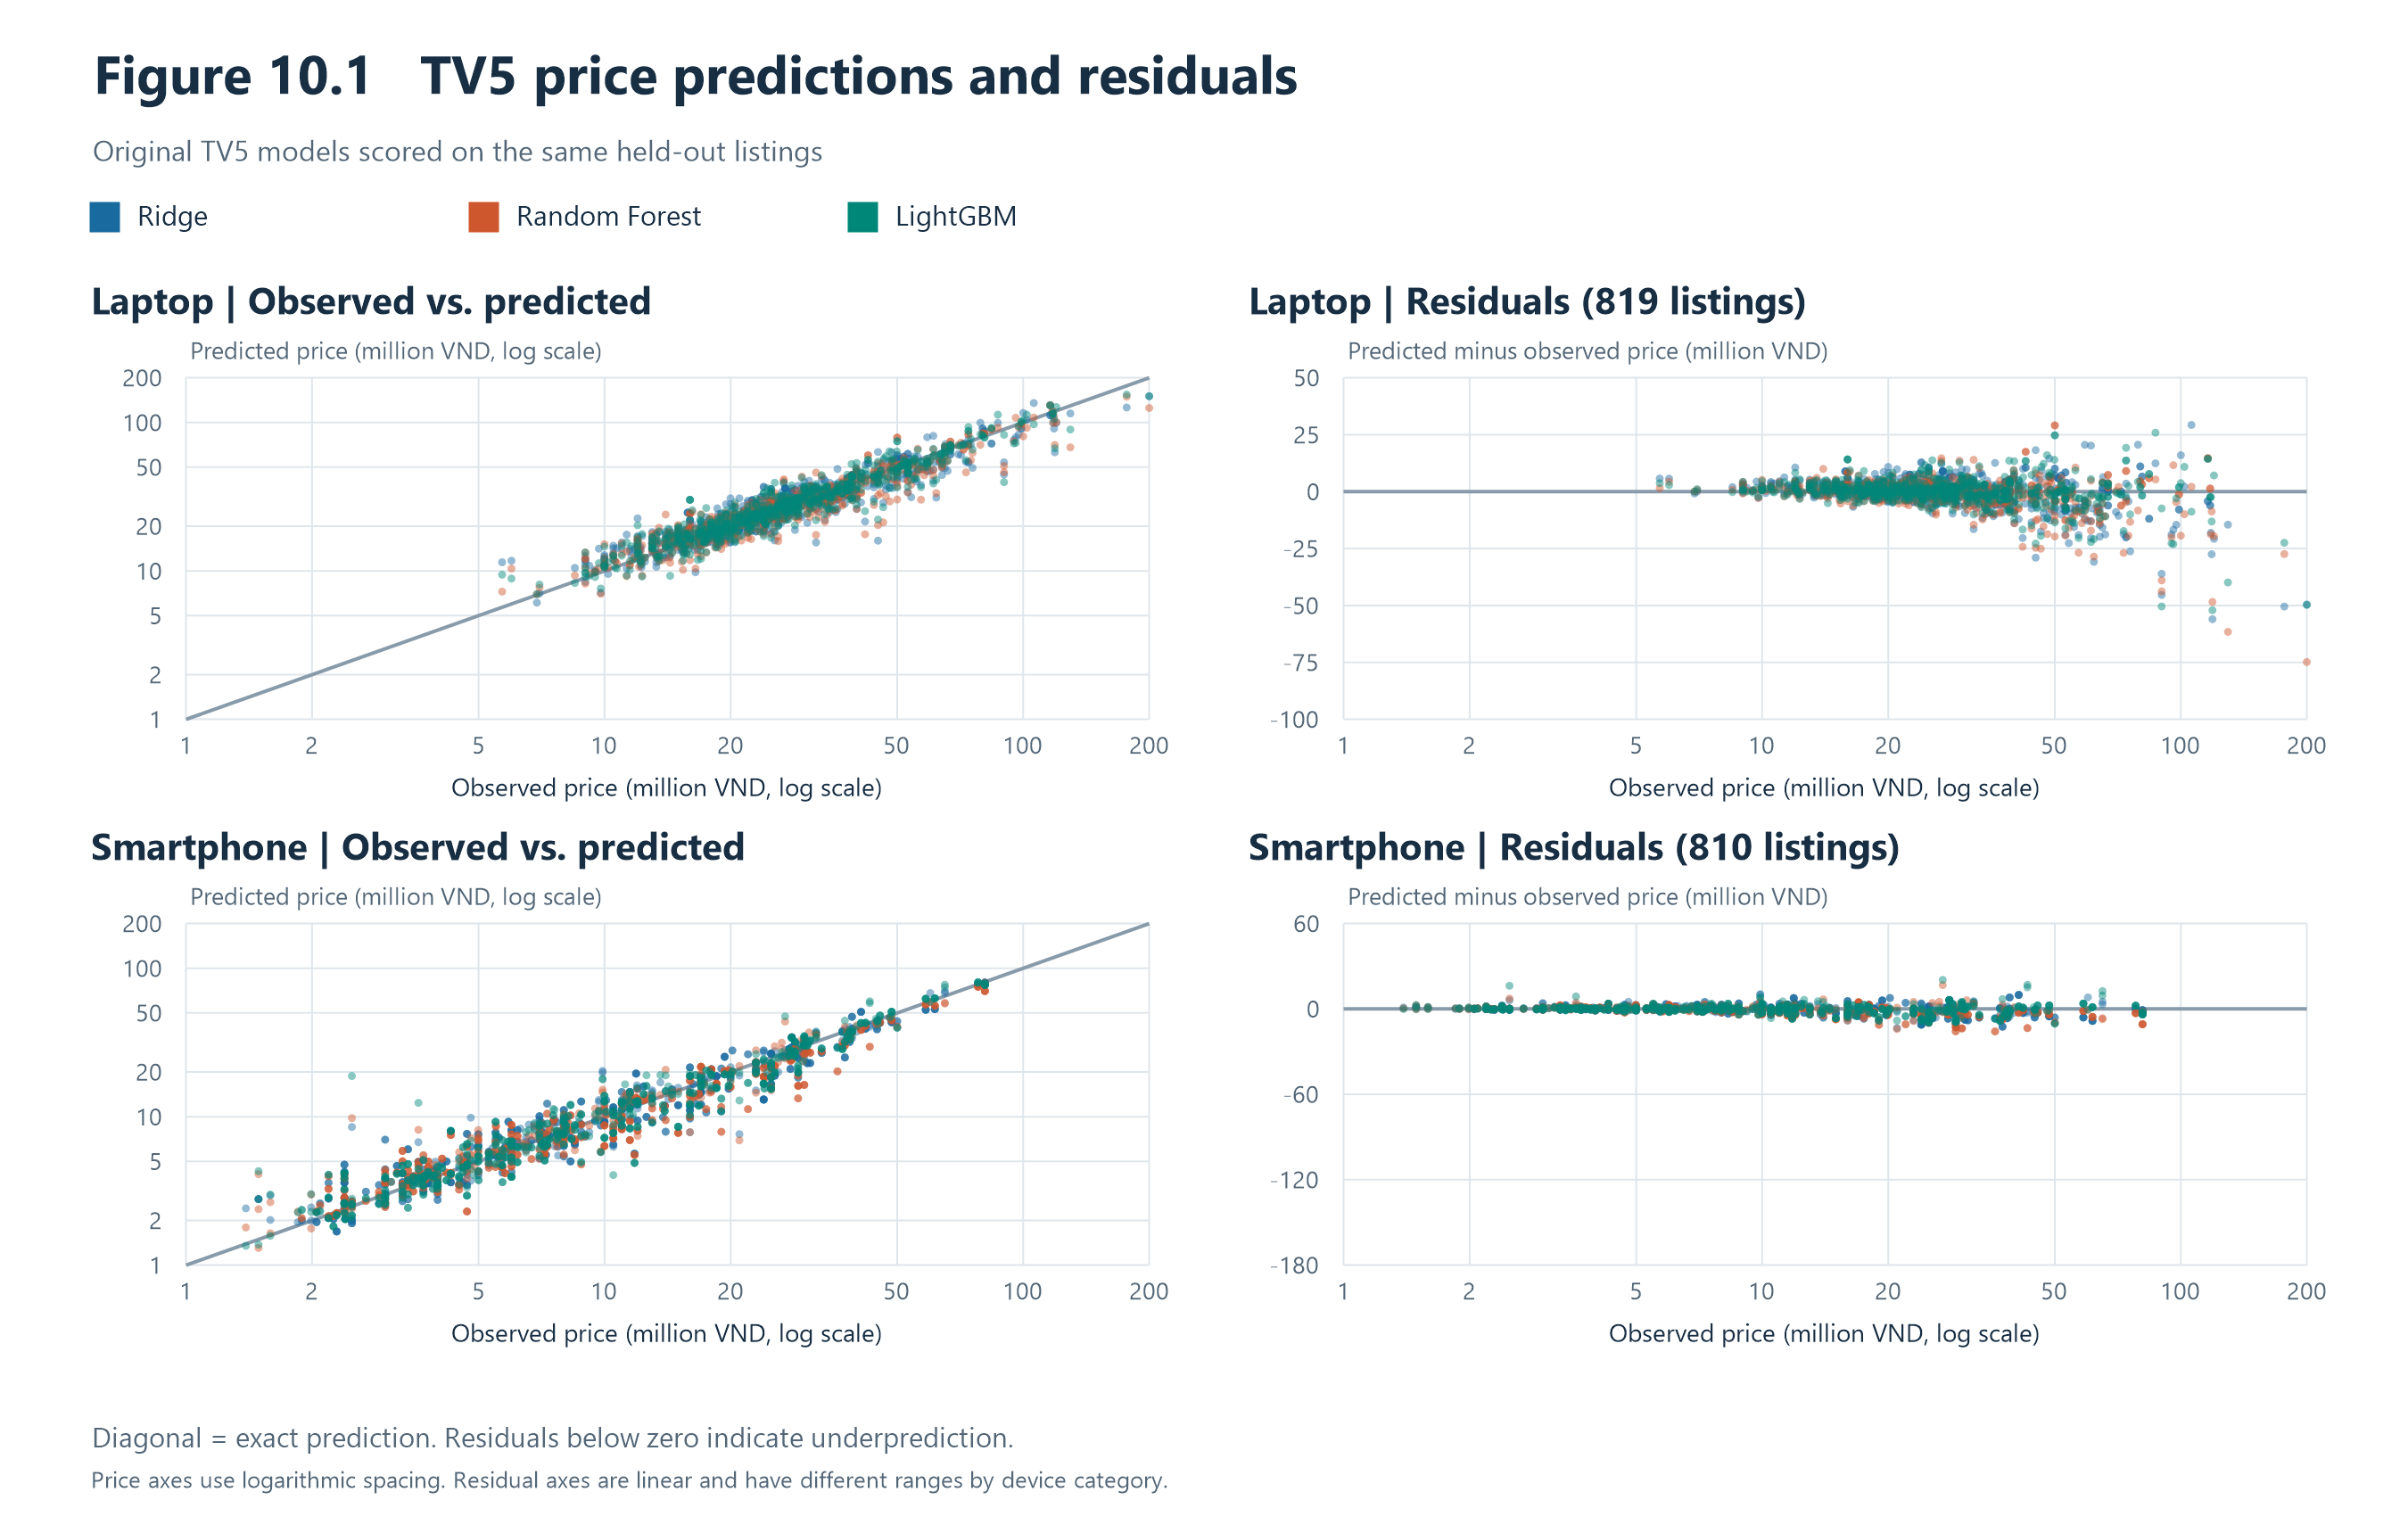 Figure 10.1 TV5 price predictions and residuals
Original TV5 models scored on the same held-out listings
Ridge
Random Forest
LightGBM
Laptop | Observed vs. predicted
Predicted price (million VND, log scale)
200
100
50
20
10
5
2
1
1 2 5 10 20 50 100 200
Observed price (million VND, log scale)
Laptop | Residuals (819 listings)
Predicted minus observed price (million VND)
50
25
0
-25
-50
-75
-100
1 2 5 10 20 50 100 200
Observed price (million VND, log scale)
Smartphone | Observed vs. predicted
Predicted price (million VND, log scale)
200
100
50
20
10
5
2
1
1 2 5 10 20 50 100 200
Observed price (million VND, log scale)
Smartphone | Residuals (810 listings)
Predicted minus observed price (million VND)
60
0
-60
-120
-180
1 2 5 10 20 50 100 200
Observed price (million VND, log scale)
Diagonal = exact prediction. Residuals below zero indicate underprediction.
Price axes use logarithmic spacing. Residual axes are linear and have different ranges by device category.